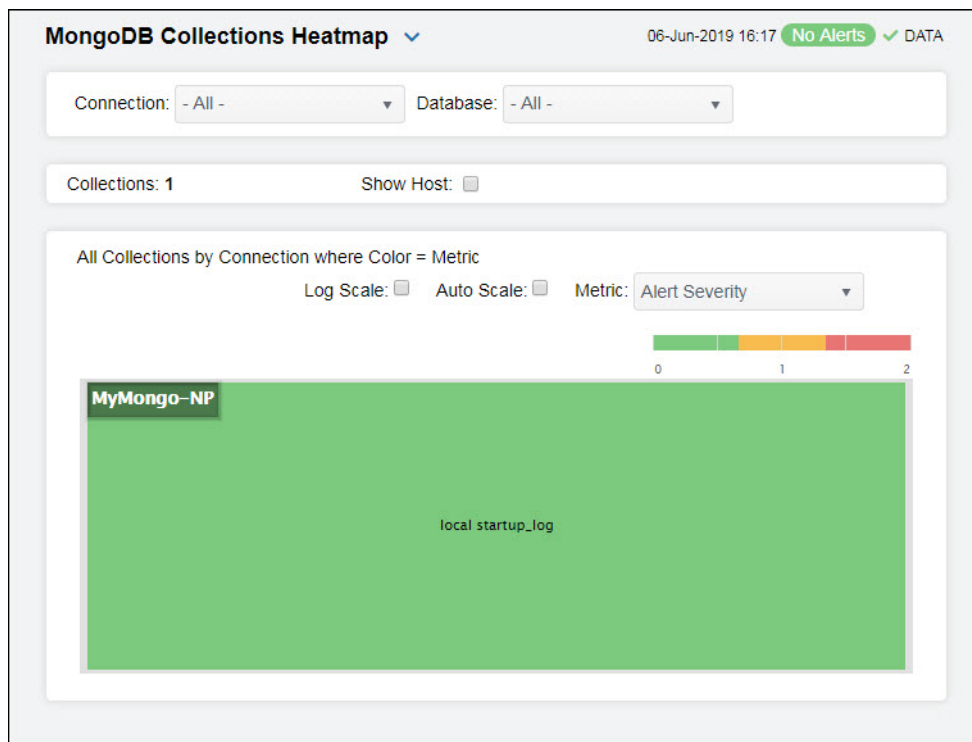 MongoDB Collections Heatmap 06-Jun-2019 16:17 No Alerts DATA
Connection: - All - Database: - All -
Collections: 1 Show Host:
All Collections by Connection where Color = Metric
Log Scale: Auto Scale: Metric: Alert Severity
0 1 2
MyMongo-NP
local startup_log